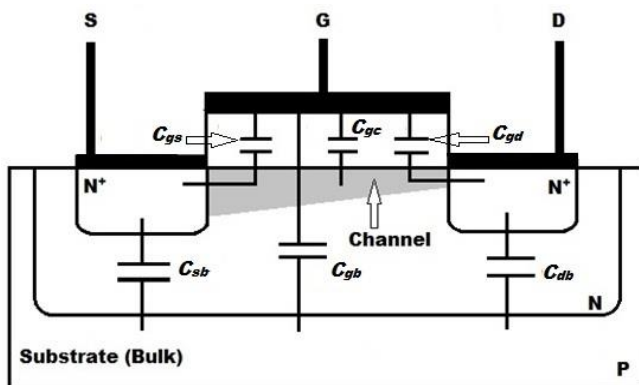 S
G
D
Cgs
Cgc
Cgd
N+
N+
Channel
Csb
Cgb
Cdb
N
Substrate (Bulk)
P